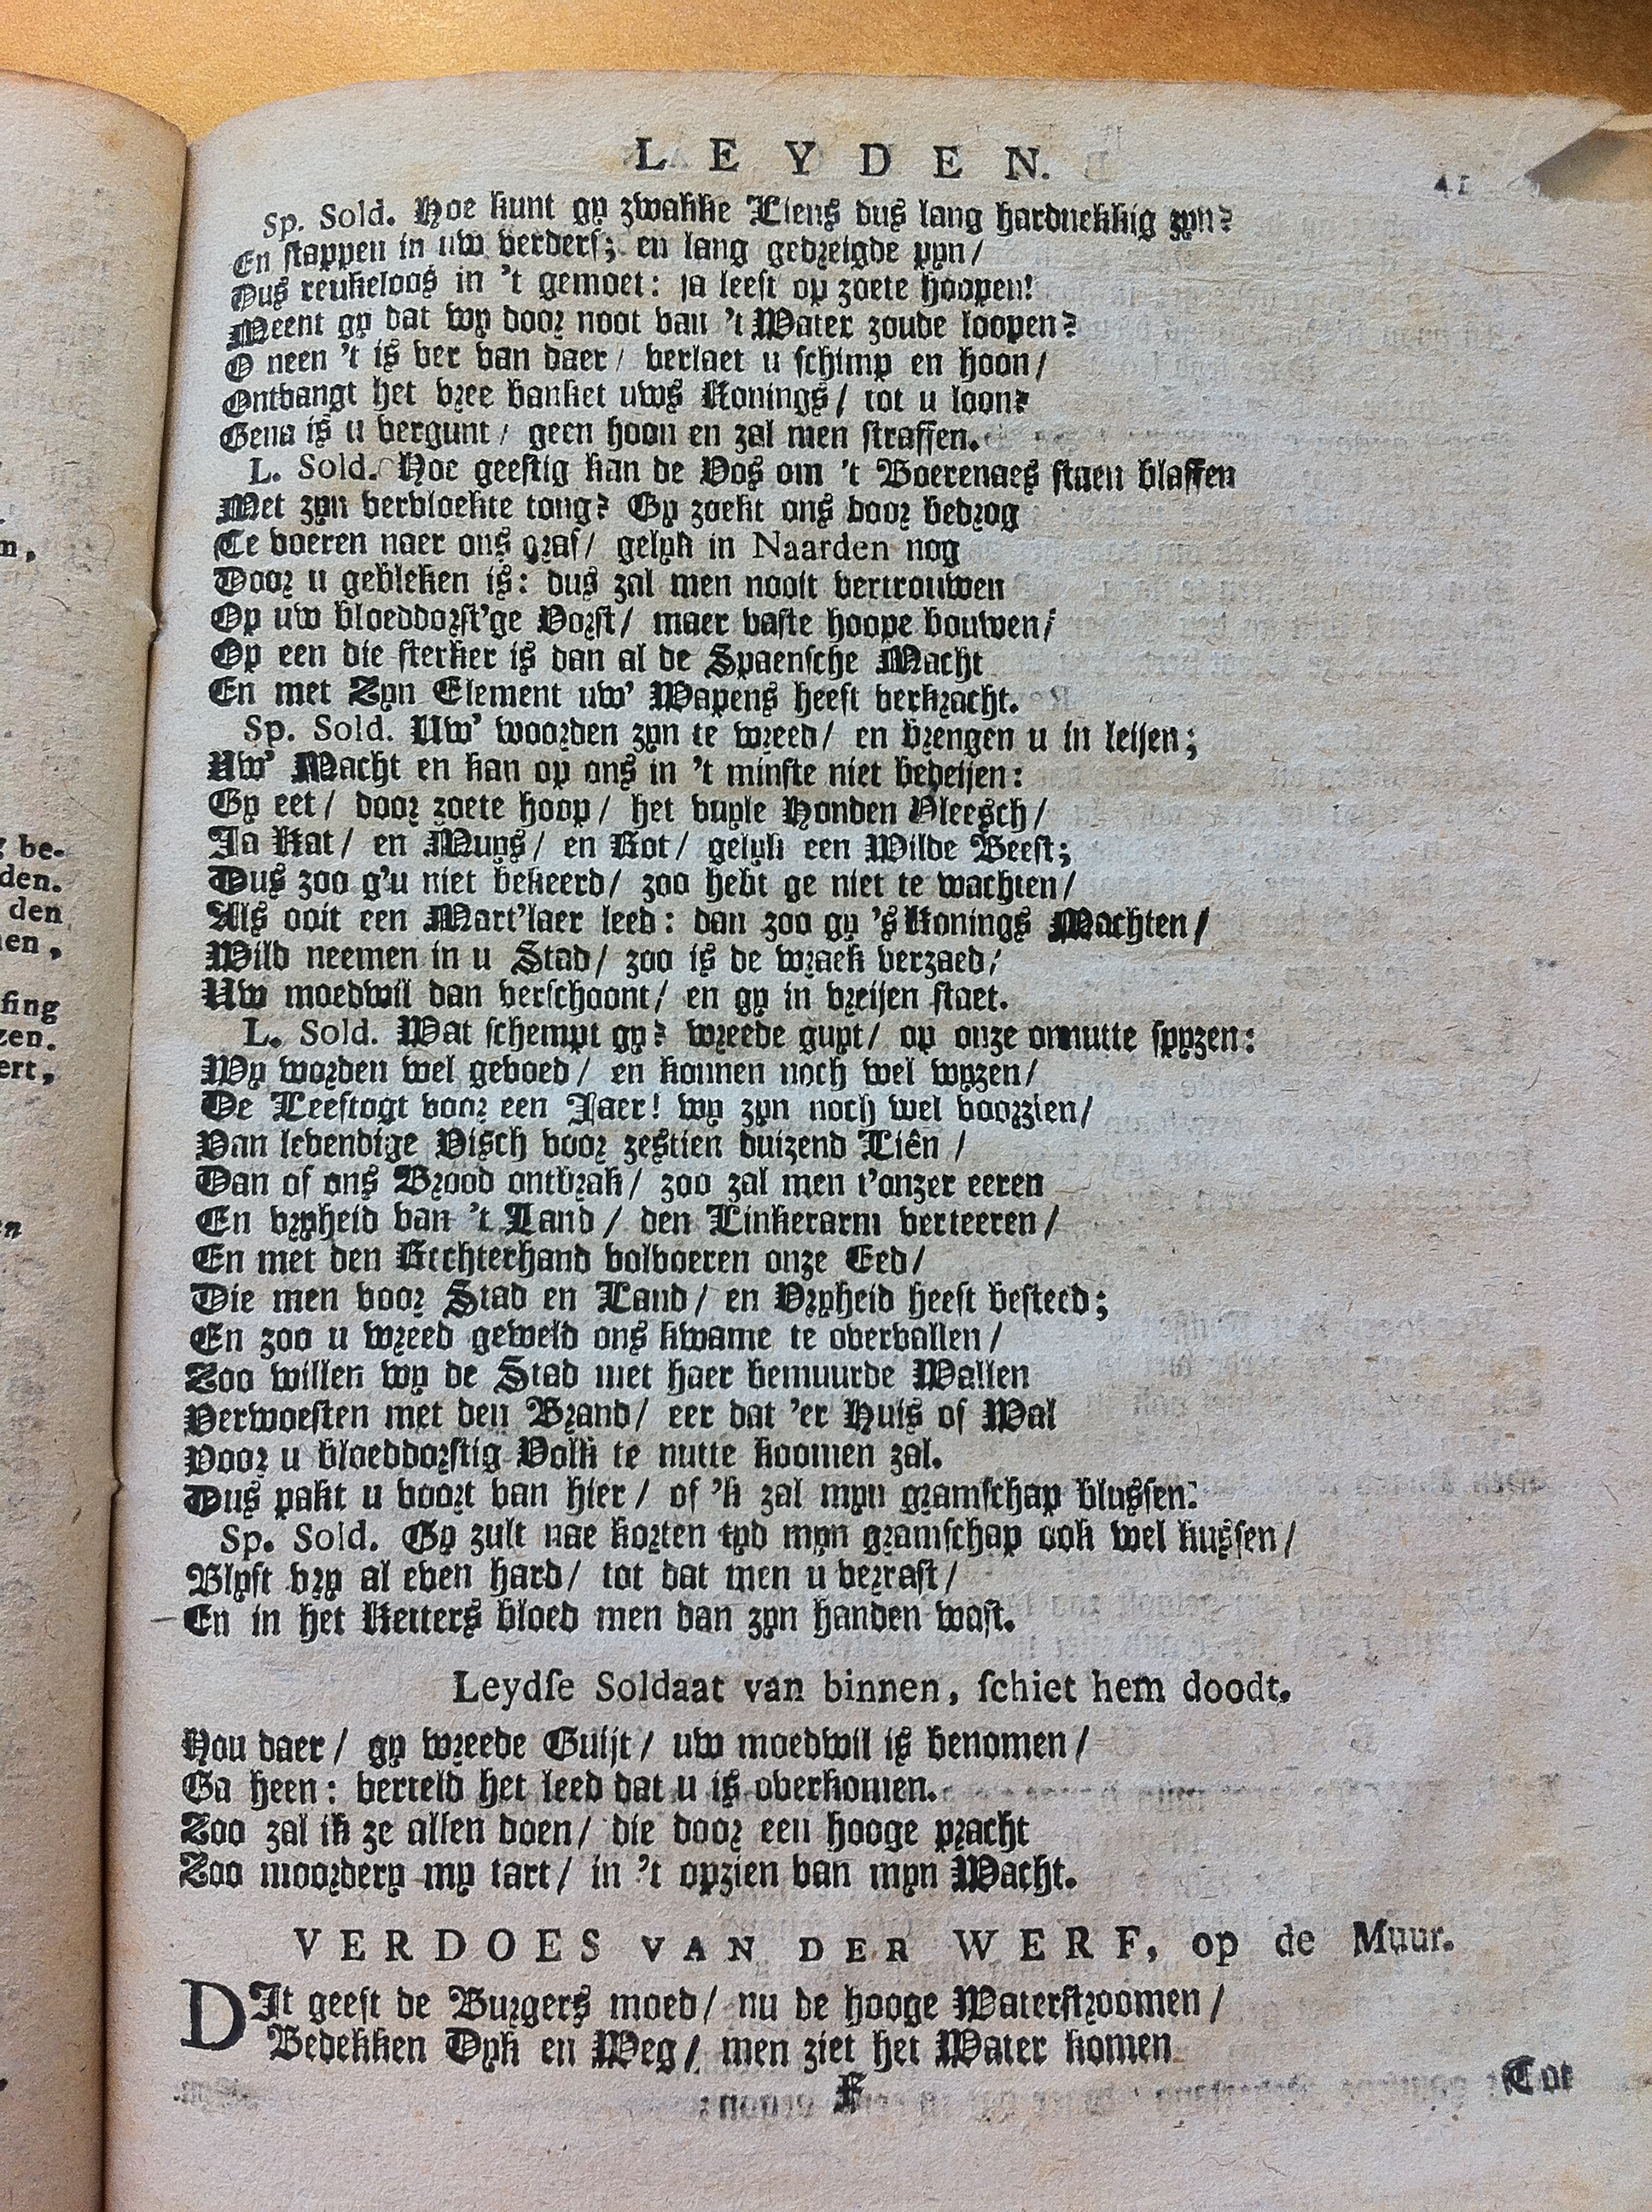 LEYDEN. 41
Sp. Sold. Hoe kunt gy zwakke Liens dus lang hardnekkig zyn?
En stappen in uw verderf; en lang gedreigde pyn/
Dus reukeloos in 't gemoet: ja leeft op zoete hoopen!
Meent gy dat wy door noot van 't Water zoude loopen?
O neen 't is ver van daer/ verlaet u schimp en hoon/
Ontvangt het vree banket uws Konings/ tot u loon?
Gena is u vergunt/ geen hoon en zal men straffen.
L. Sold. Hoe geestig kan de Vos om 't Boerenaes staen blaffen
Met zyn vervloekte tong? Gy zoekt ons door bedrog
Te voeren naer ons graf/ gelyk in Naarden nog
Door u gebleken is: dus zal men nooit vertrouwen
Op uw bloeddorst'ge Vorst/ maer vaste hoope bouwen/
Op een die sterker is dan al de Spaensche Macht
En met Zyn Element uw' Wapens heeft verkracht.
Sp. Sold. Uw' woorden zyn te wreed/ en brengen u in leijen;
Uw' Macht en kan op ons in 't minste niet beheijen:
Gy eet/ door zoete hoop/ het vuyle Honden Vleesch/
Ja Kat/ en Muys/ en Rot/ gelyk een Wilde Beest;
Dus zoo g'u niet bekeerd/ zoo hebt ge niet te wachten/
Als ooit een Mart'laer leed: dan zoo gy 's Konings Machten/
Wild neemen in u Stad/ zoo is de wraek verzaed;
Uw moedwil dan verschoont/ en gy in vreijen staet.
L. Sold. Wat schempt gy? wreede guyt/ op onze onnutte spyzen:
Wy worden wel gevoed/ en konnen noch wel wyzen/
De Leeftogt voor een Jaer! wy zyn noch wel voorzien/
Van levendige Visch voor zestien duizend Liên/
Dan of ons Brood ontbrak/ zoo zal men t'onzer eeren
En vryheid van 't Land/ den Linkerarm verteeren/
En met den Rechterhand volvoeren onze Eed/
Die men voor Stad en Land/ en Vryheid heeft besteed;
En zoo u wreed geweld ons kwame te overvallen/
Zoo willen wy de Stad met haer bemuurde Wallen
Verwoesten met den Brand/ eer dat 'er Huis of Wal
Voor u bloeddorstig Volk te nutte koomen zal.
Dus pakt u voort van hier/ of 'k zal myn gramschap blussen.
Sp. Sold. Gy zult nae korten tyd myn gramschap ook wel kussen/
Blyft vry al even hard/ tot dat men u verrast/
En in het Ketters bloed men dan zyn handen wast.
Leydse Soldaat van binnen, schiet hem doodt.
Hou daer/ gy wreede Guijt/ uw moedwil is benomen/
Ga heen: verteld het leed dat u is overkomen.
Zoo zal ik ze allen doen/ die door een hooge pracht
Zoo moordery my tart/ in 't opzien van myn Wacht.
VERDOES VAN DER WERF, op de Muur.
DIt geeft de Burgers moed/ nu de hooge Waterstroomen/
Bedekken Dyk en Weg/ men ziet het Water komen
F Tot